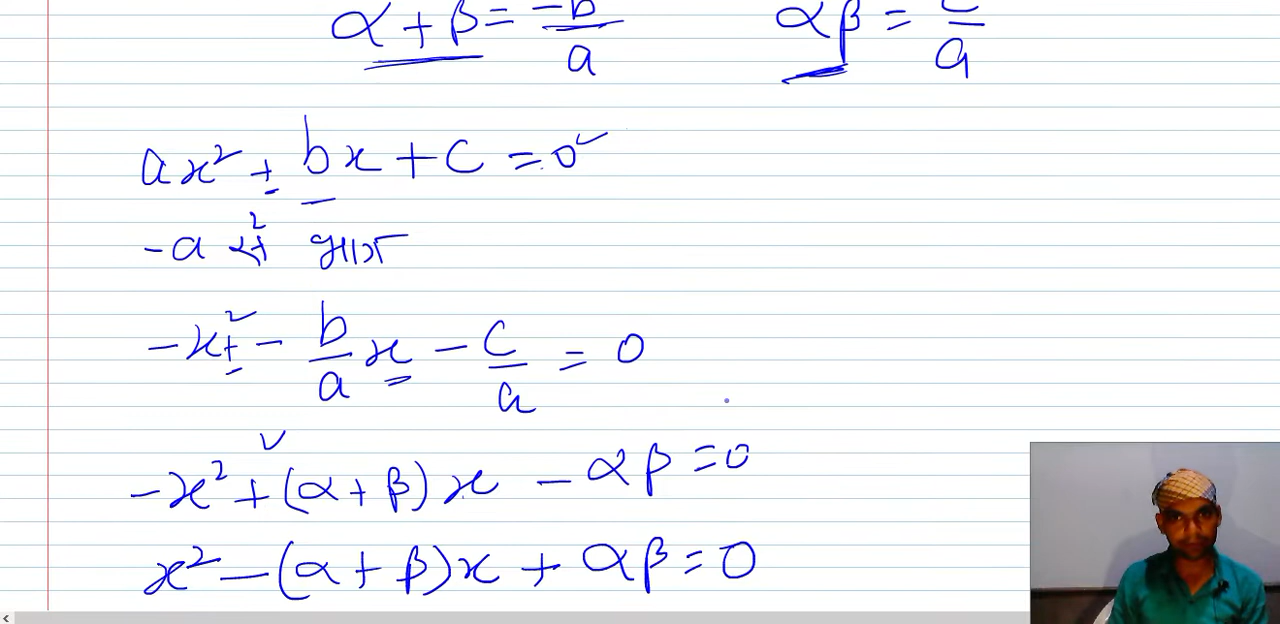 α + β = -b/a αβ = c/a
ax² + bx + c = 0
-a से
-x² + - b/a x - c/a = 0
-x² + (α + β) x - αβ = 0
x² - (α + β)x + αβ = 0